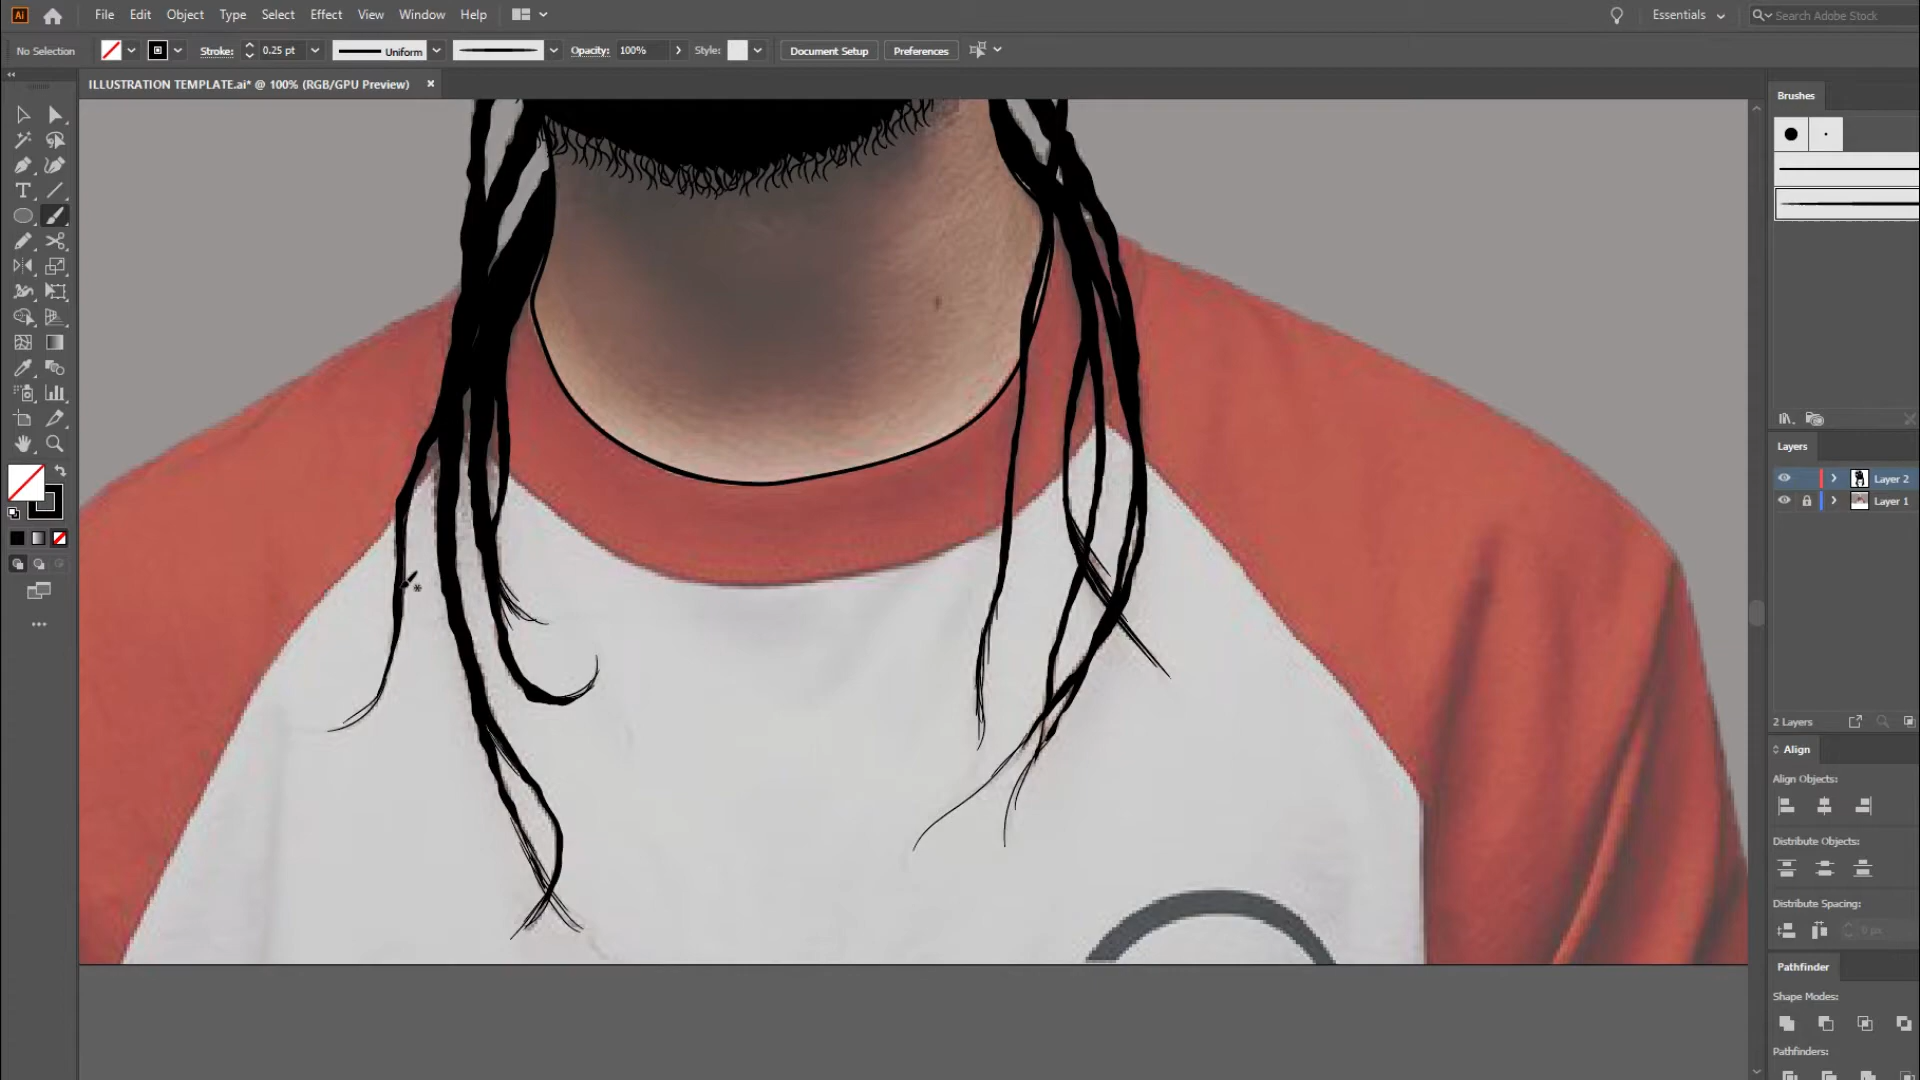 Ai File Edit Object Type Select Effect View Window Help Essentials Search Adobe Stock
No Selection Stroke: 0.25 pt Uniform Opacity: 100% Style: Document Setup Preferences
ILLUSTRATION TEMPLATE.ai* @ 100% (RGB/GPU Preview) ×
Brushes
Layers
Layer 2
Layer 1
2 Layers
Align
Align Objects:
Distribute Objects:
Distribute Spacing:
0 px
Pathfinder
Shape Modes:
Pathfinders: